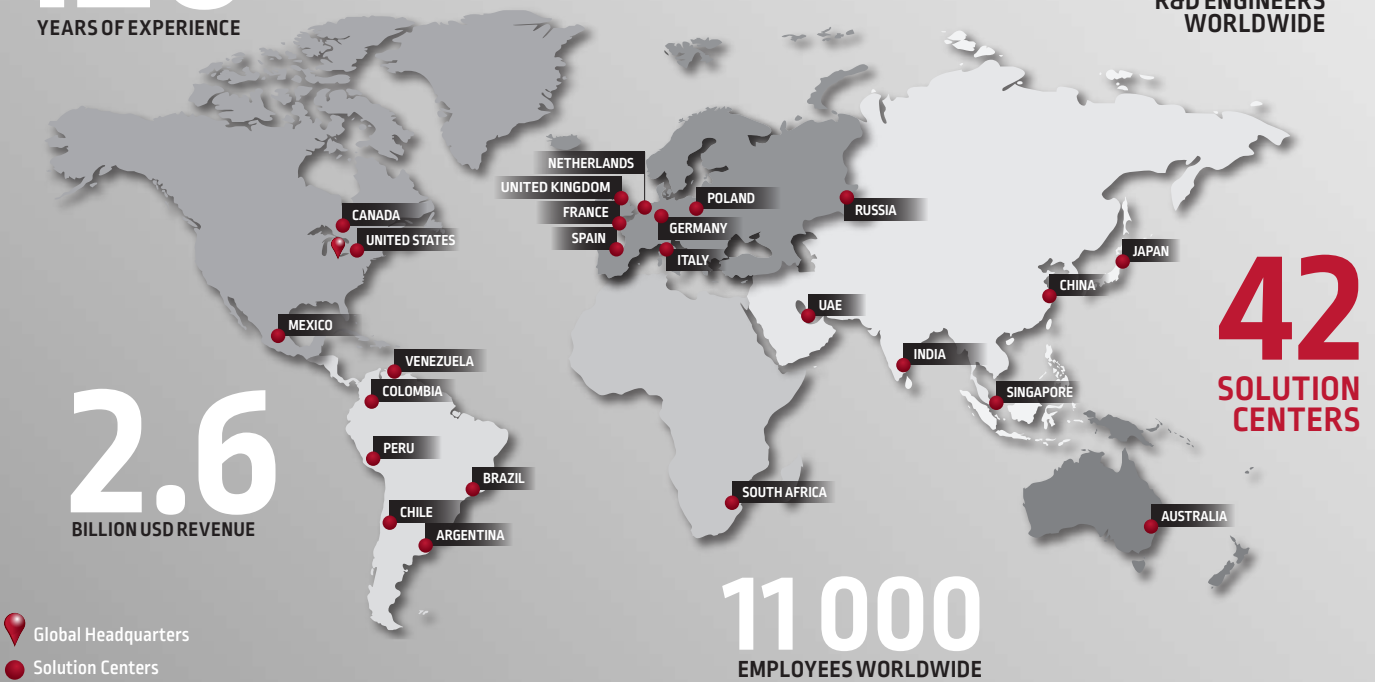 YEARS OF EXPERIENCE
R&D ENGINEERS
WORLDWIDE
NETHERLANDS
UNITED KINGDOM
POLAND
FRANCE
RUSSIA
CANADA
GERMANY
SPAIN
UNITED STATES
JAPAN
ITALY
CHINA
UAE
MEXICO
INDIA
VENEZUELA
COLOMBIA
SINGAPORE
42
SOLUTION
CENTERS
2.6
BILLION USD REVENUE
PERU
BRAZIL
SOUTH AFRICA
CHILE
AUSTRALIA
ARGENTINA
11 000
EMPLOYEES WORLDWIDE
Global Headquarters
Solution Centers